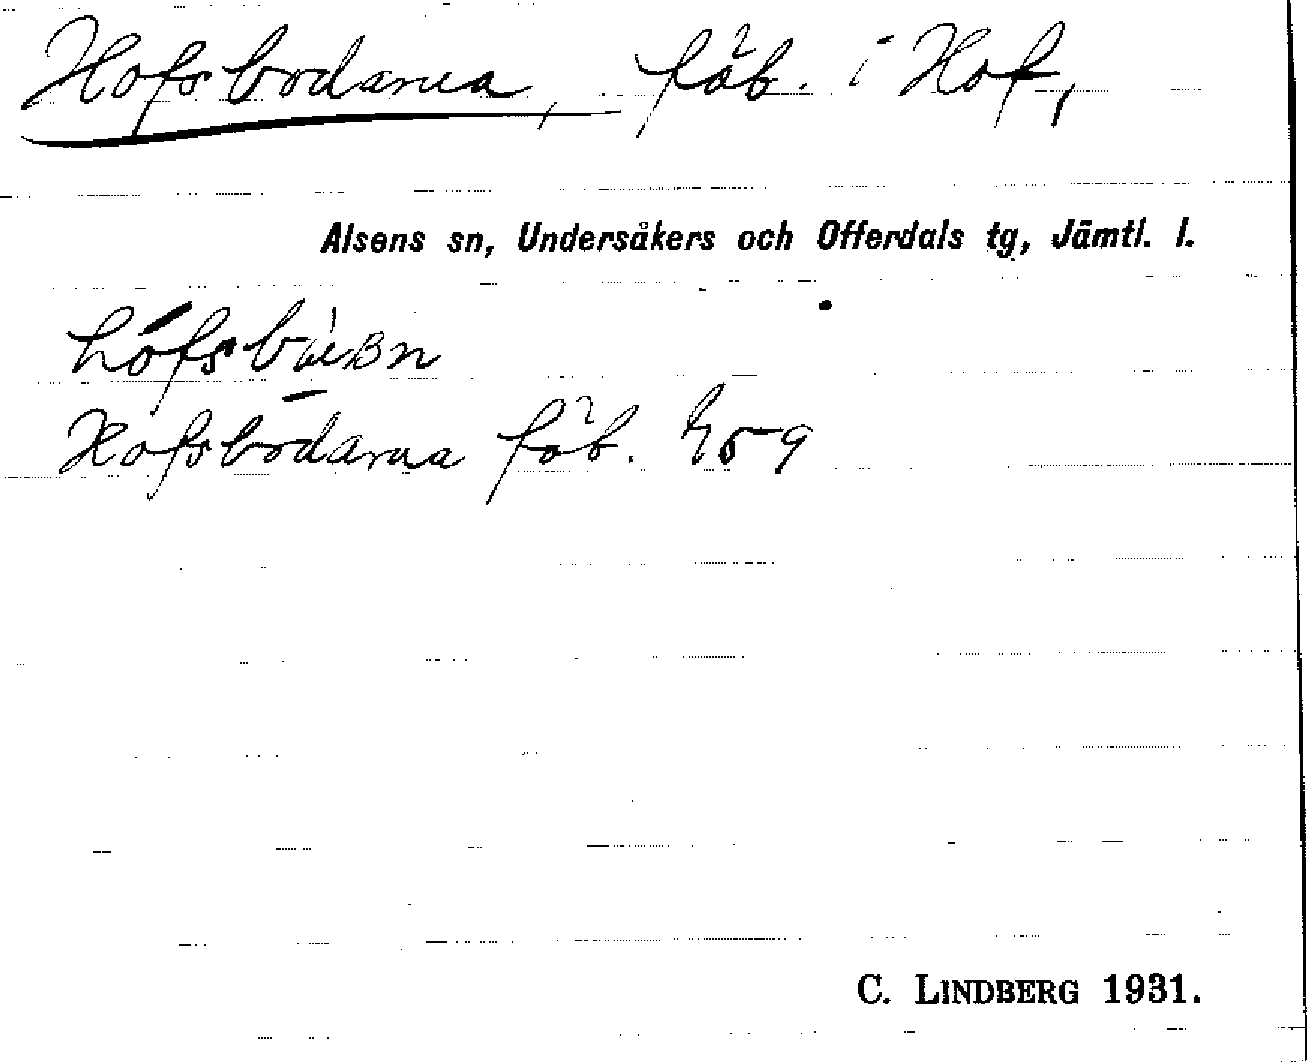 Hofsbodarna, fäb. i Hof,
Alsens sn, Undersåkers och Offerdals tg, Jämtl. l.
Hofsbodarna fäb.
C. LINDBERG 1931.